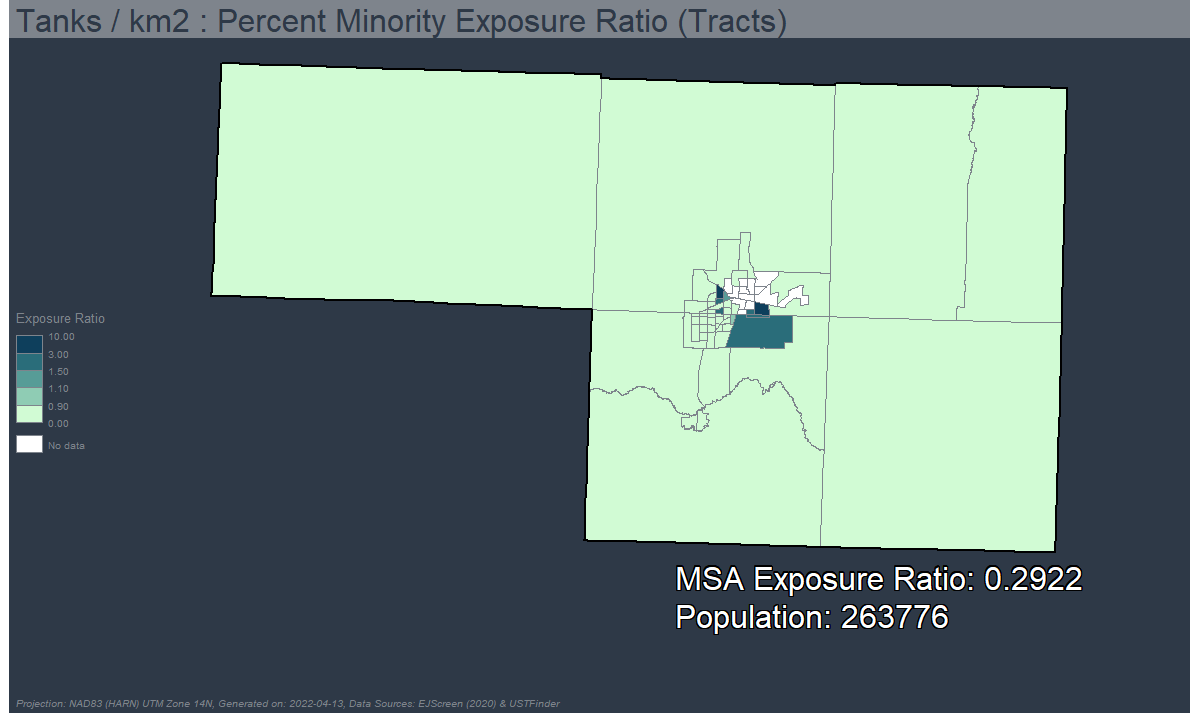 Tanks / km2 : Percent Minority Exposure Ratio (Tracts)
Exposure Ratio
10.00
3.00
1.50
1.10
0.90
0.00
No data
MSA Exposure Ratio: 0.2922
Population: 263776
Projection: NAD83 (HARN) UTM Zone 14N, Generated on: 2022-04-13, Data Sources: EJScreen (2020) & USTFinder